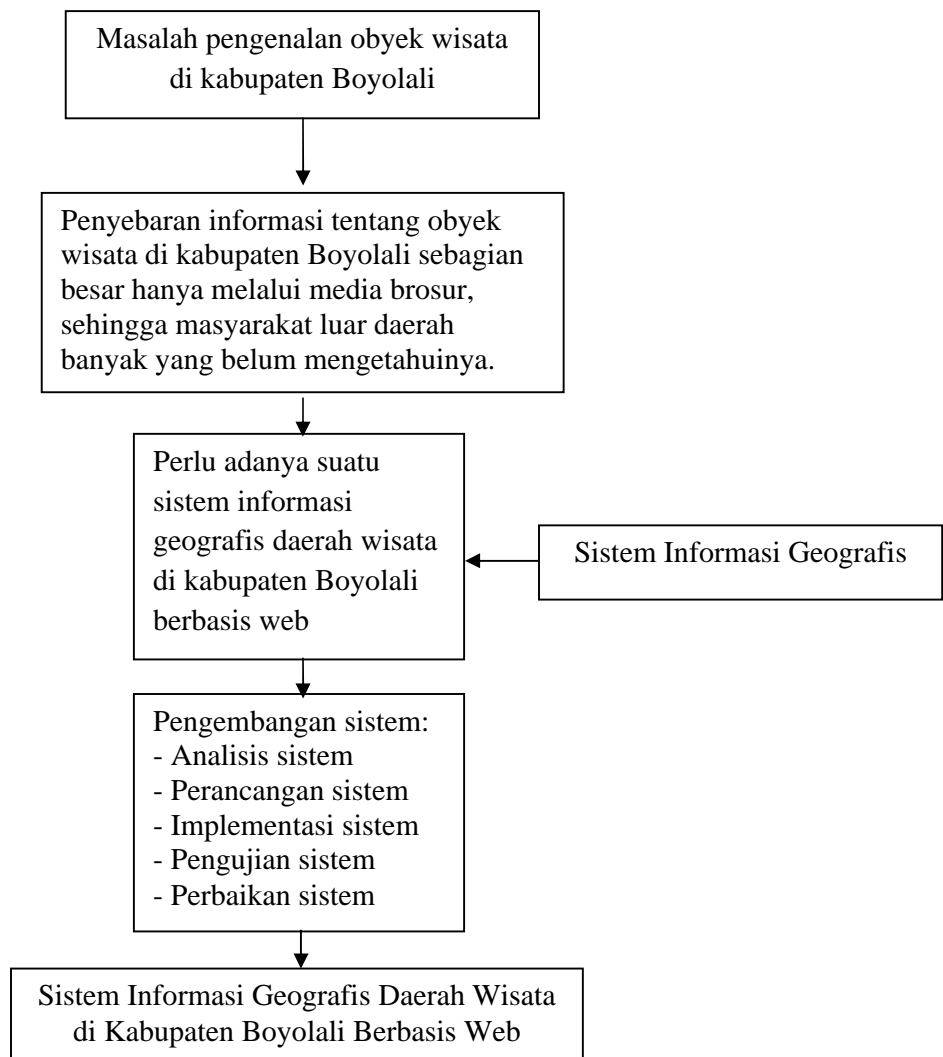 Masalah pengenalan obyek wisata
di kabupaten Boyolali
Penyebaran informasi tentang obyek
wisata di kabupaten Boyolali sebagian
besar hanya melalui media brosur,
sehingga masyarakat luar daerah
banyak yang belum mengetahuinya.
Perlu adanya suatu
sistem informasi
geografis daerah wisata
di kabupaten Boyolali
berbasis web
Sistem Informasi Geografis
Pengembangan sistem:
- Analisis sistem
- Perancangan sistem
- Implementasi sistem
- Pengujian sistem
- Perbaikan sistem
Sistem Informasi Geografis Daerah Wisata
di Kabupaten Boyolali Berbasis Web